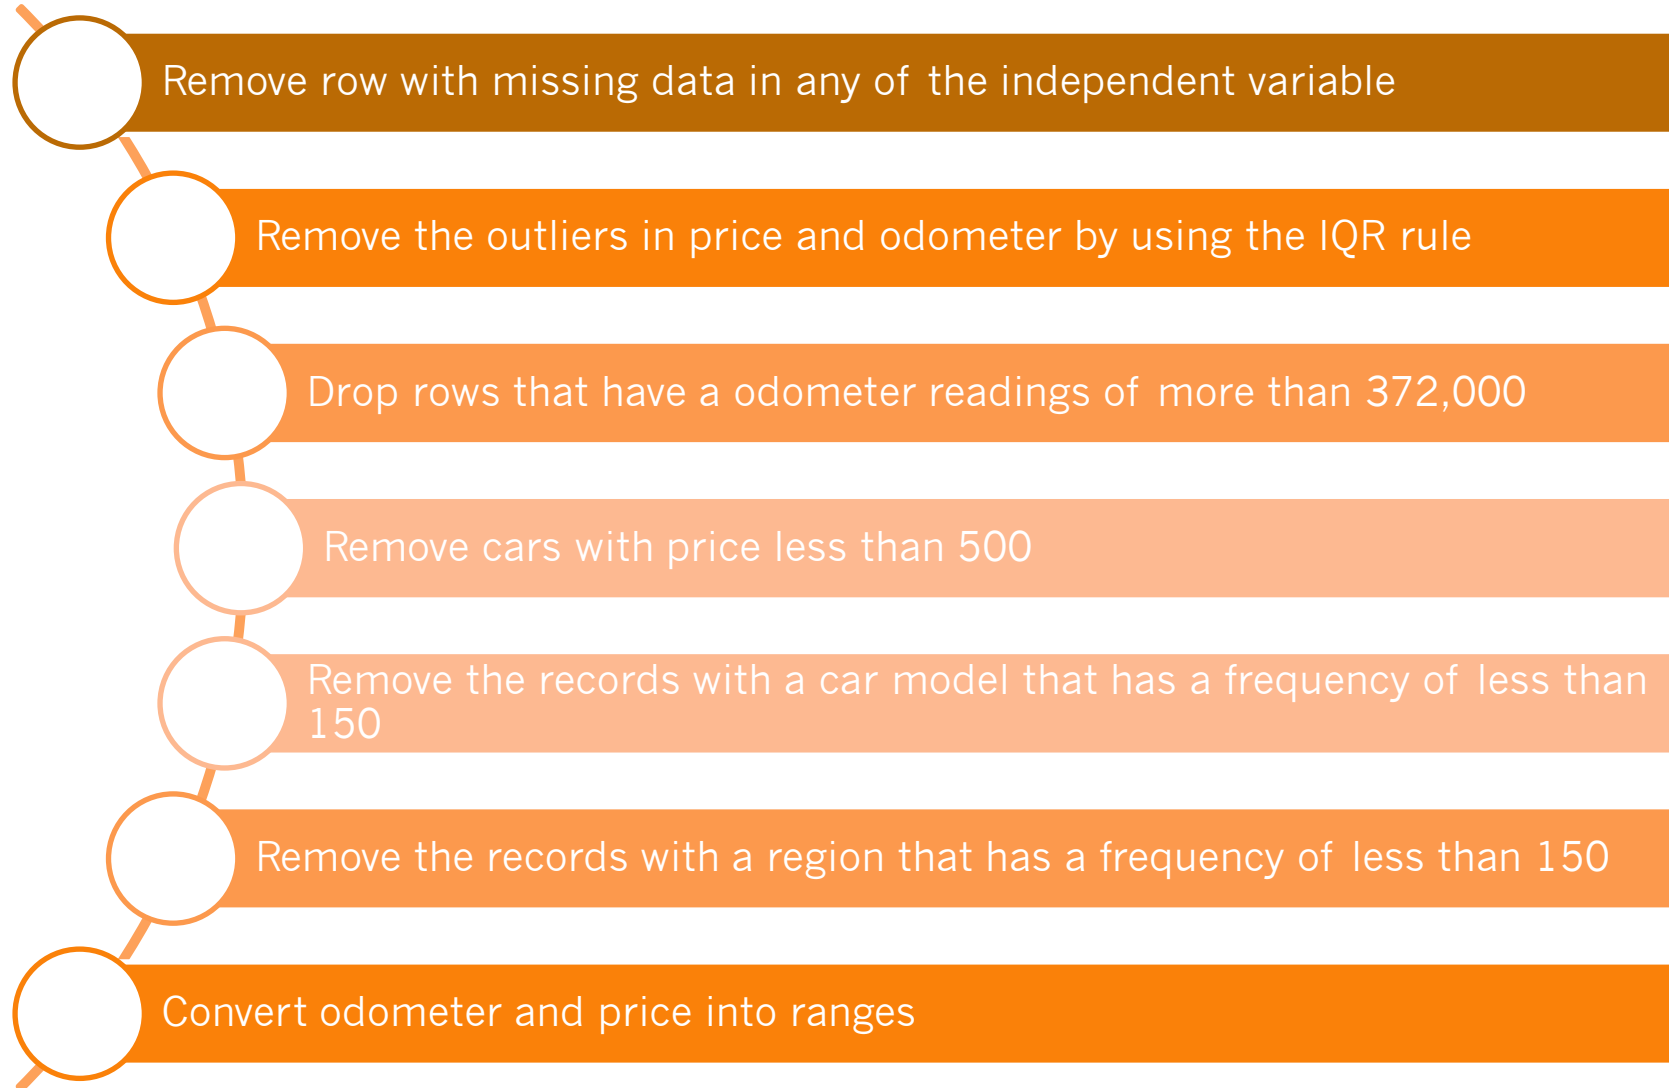 Remove row with missing data in any of the independent variable
Remove the outliers in price and odometer by using the IQR rule
Drop rows that have a odometer readings of more than 372,000
Remove cars with price less than 500
Remove the records with a car model that has a frequency of less than
150
Remove the records with a region that has a frequency of less than 150
Convert odometer and price into ranges